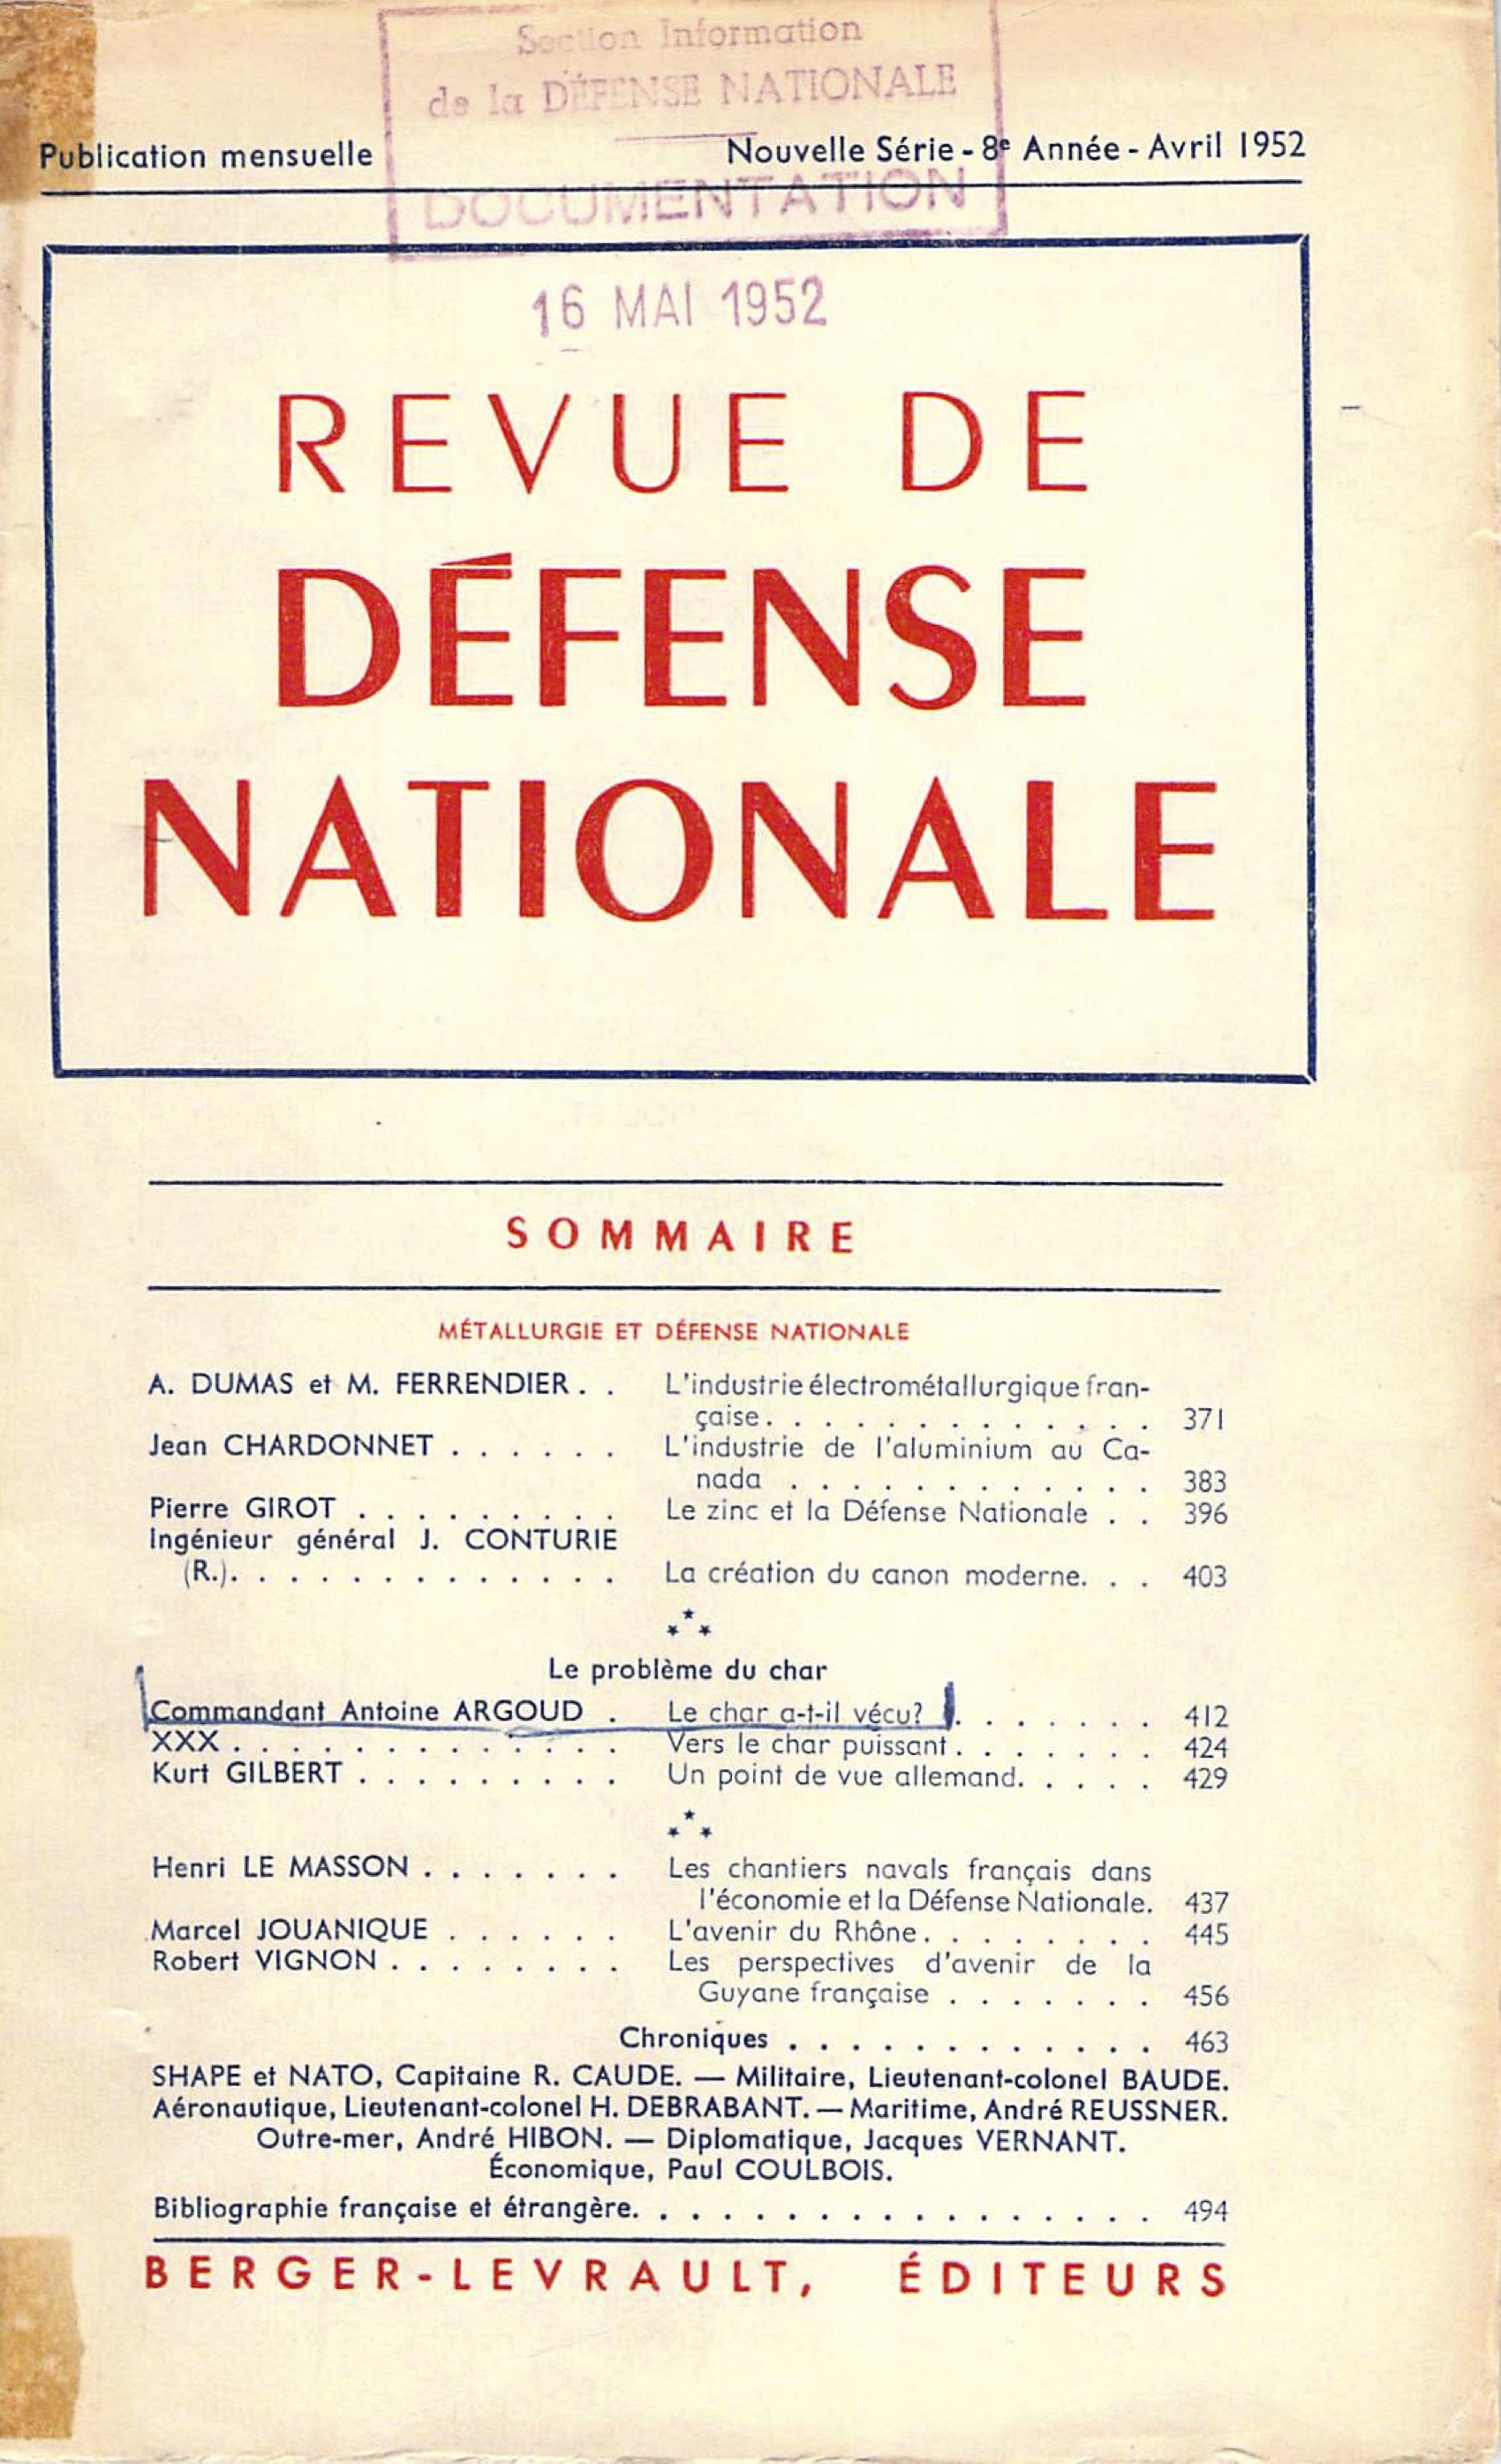 Section Information
de la DÉFENSE NATIONALE
Publication mensuelle
Nouvelle Série - 8e Année - Avril 1952
DOCUMENTATION
16 MAI 1952
REVUE DE
DÉFENSE
NATIONALE
SOMMAIRE
MÉTALLURGIE ET DÉFENSE NATIONALE
A. DUMAS et M. FERRENDIER . . L'industrie électrométallurgique fran-
çaise. . . . . . . . . . . . . . 371
Jean CHARDONNET . . . . . . L'industrie de l'aluminium au Ca-
nada . . . . . . . . . . . . 383
Pierre GIROT . . . . . . . . . Le zinc et la Défense Nationale . . 396
Ingénieur général J. CONTURIE
(R.). . . . . . . . . . . . . . La création du canon moderne. . . 403
Le problème du char
Commandant Antoine ARGOUD . Le char a-t-il vécu? . . . . . . . 412
XXX . . . . . . . . . . . . . Vers le char puissant . . . . . . . 424
Kurt GILBERT . . . . . . . . . Un point de vue allemand. . . . . 429
Henri LE MASSON . . . . . . . Les chantiers navals français dans
l'économie et la Défense Nationale. 437
Marcel JOUANIQUE . . . . . . L'avenir du Rhône. . . . . . . . 445
Robert VIGNON . . . . . . . . Les perspectives d'avenir de la
Guyane française . . . . . . . 456
Chroniques . . . . . . . . . . . . 463
SHAPE et NATO, Capitaine R. CAUDE. — Militaire, Lieutenant-colonel BAUDE.
Aéronautique, Lieutenant-colonel H. DEBRABANT. — Maritime, André REUSSNER.
Outre-mer, André HIBON. — Diplomatique, Jacques VERNANT.
Économique, Paul COULBOIS.
Bibliographie française et étrangère. . . . . . . . . . . . . . . . . 494
BERGER-LEVRAULT, ÉDITEURS